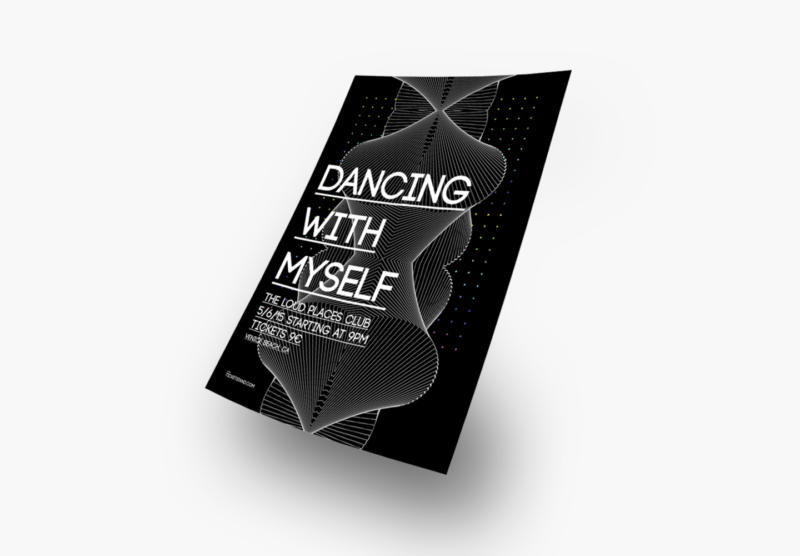 DANCING
WITH
MYSELF
THE LOUD PLACES CLUB
5/6/15 STARTING AT 9PM
TICKETS 9€
VENICE BEACH, CA